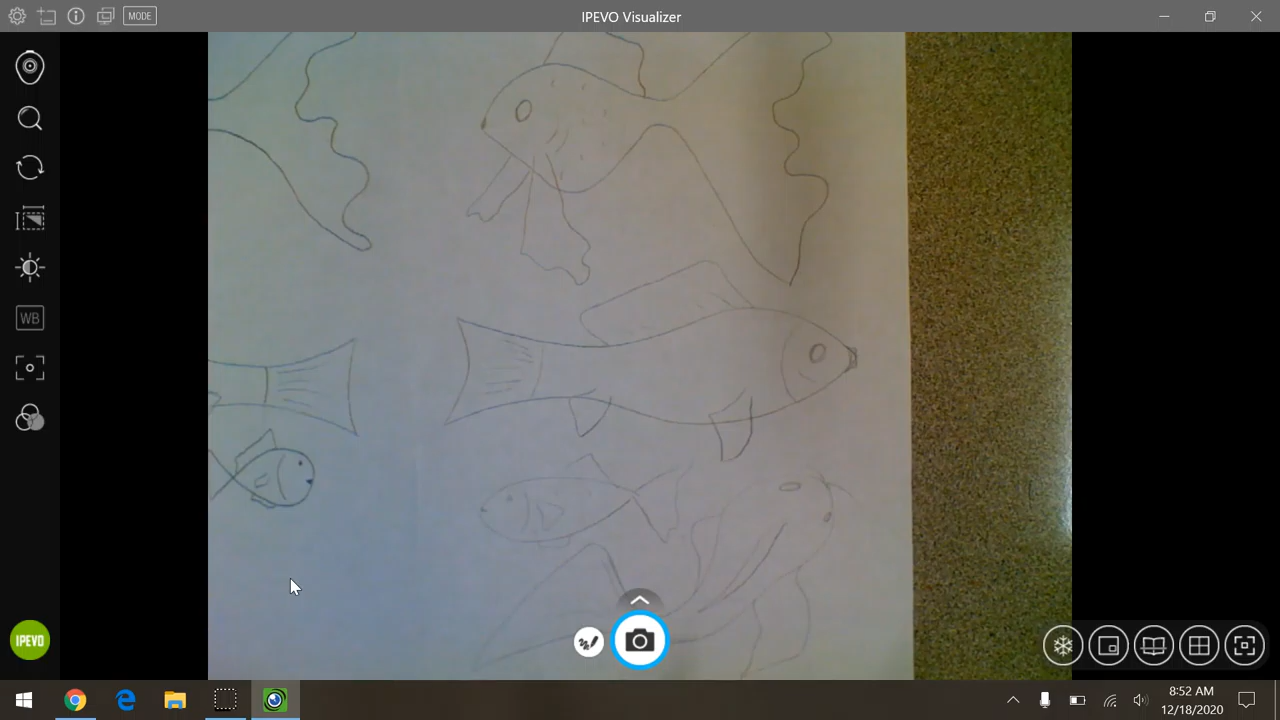 MODE
IPEVO Visualizer
WB
IPEVO
8:52 AM
12/18/2020